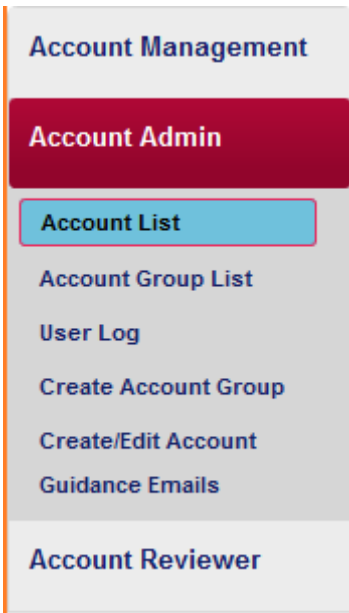 Account Management
Account Admin
Account List
Account Group List
User Log
Create Account Group
Create/Edit Account
Guidance Emails
Account Reviewer